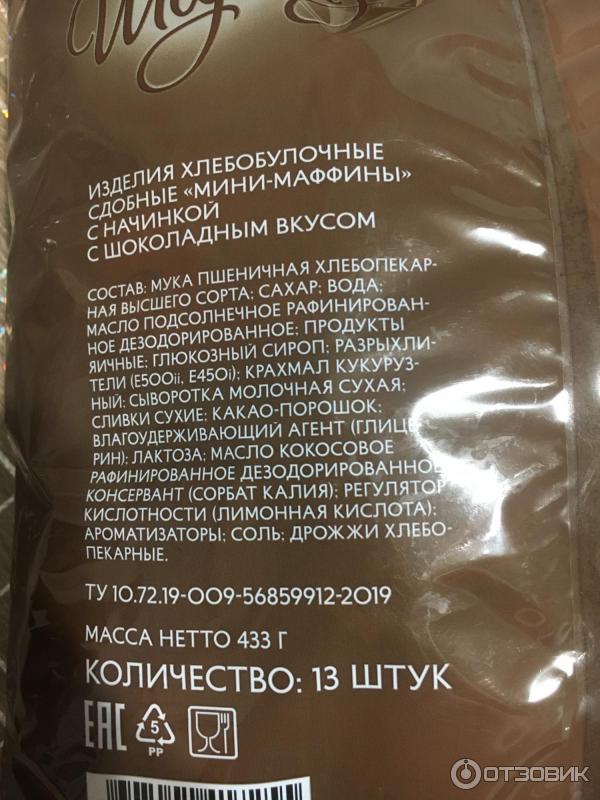 ИЗДЕЛИЯ ХЛЕБОБУЛОЧНЫЕ
СДОБНЫЕ «МИНИ-МАФФИНЫ»
С НАЧИНКОЙ
С ШОКОЛАДНЫМ ВКУСОМ
СОСТАВ: МУКА ПШЕНИЧНАЯ ХЛЕБОПЕКАР-
НАЯ ВЫСШЕГО СОРТА; САХАР; ВОДА;
МАСЛО ПОДСОЛНЕЧНОЕ РАФИНИРОВАН-
НОЕ ДЕЗОДОРИРОВАННОЕ; ПРОДУКТЫ
ЯИЧНЫЕ; ГЛЮКОЗНЫЙ СИРОП; РАЗРЫХЛИ-
ТЕЛИ (E500ii, E450i); КРАХМАЛ КУКУРУЗ-
НЫЙ; СЫВОРОТКА МОЛОЧНАЯ СУХАЯ;
СЛИВКИ СУХИЕ; КАКАО-ПОРОШОК;
ВЛАГОУДЕРЖИВАЮЩИЙ АГЕНТ (ГЛИЦЕ-
РИН); ЛАКТОЗА; МАСЛО КОКОСОВОЕ
РАФИНИРОВАННОЕ ДЕЗОДОРИРОВАННОЕ
КОНСЕРВАНТ (СОРБАТ КАЛИЯ); РЕГУЛЯТОР
КИСЛОТНОСТИ (ЛИМОННАЯ КИСЛОТА);
АРОМАТИЗАТОРЫ; СОЛЬ; ДРОЖЖИ ХЛЕБО-
ПЕКАРНЫЕ.
ТУ 10.72.19-009-56859912-2019
МАССА НЕТТО 433 Г
КОЛИЧЕСТВО: 13 ШТУК
EAC 5
PP
ОТЗОВИК